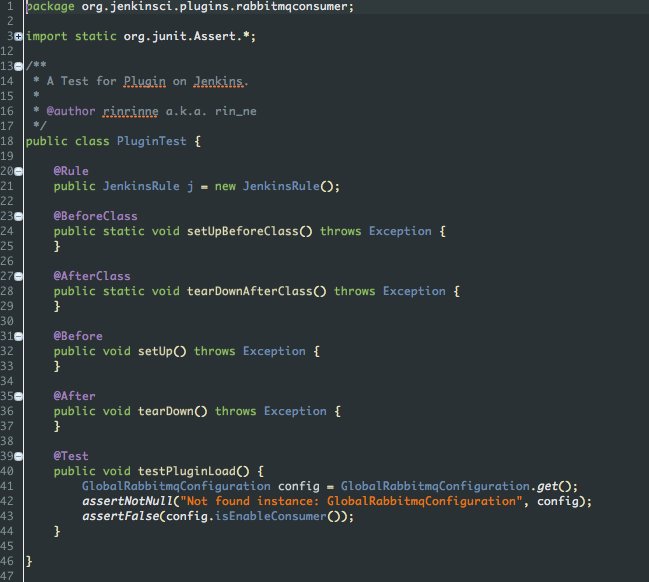 1 package org.jenkinsci.plugins.rabbitmqconsumer;
2
3 import static org.junit.Assert.*;
12
13 /**
14  * A Test for Plugin on Jenkins.
15  *
16  * @author rinrinne a.k.a. rin_ne
17  */
18 public class PluginTest {
19
20     @Rule
21     public JenkinsRule j = new JenkinsRule();
22
23     @BeforeClass
24     public static void setUpBeforeClass() throws Exception {
25     }
26
27     @AfterClass
28     public static void tearDownAfterClass() throws Exception {
29     }
30
31     @Before
32     public void setUp() throws Exception {
33     }
34
35     @After
36     public void tearDown() throws Exception {
37     }
38
39     @Test
40     public void testPluginLoad() {
41         GlobalRabbitmqConfiguration config = GlobalRabbitmqConfiguration.get();
42         assertNotNull("Not found instance: GlobalRabbitmqConfiguration", config);
43         assertFalse(config.isEnableConsumer());
44     }
45
46 }
47